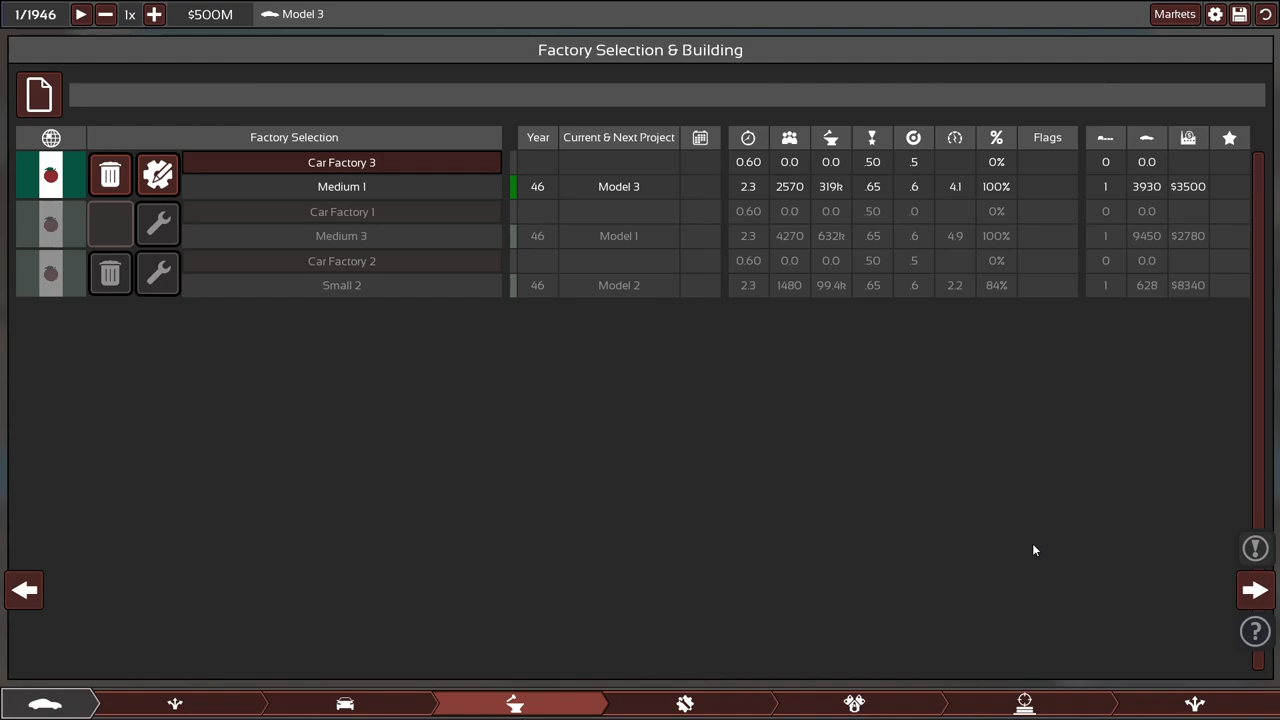 1/1946 1x $500M Model 3 Markets
Factory Selection & Building
Factory Selection Year Current & Next Project % Flags
Car Factory 3 0.60 0.0 0.0 .50 .5 0% 0 0.0
Medium 1 46 Model 3 2.3 2570 319k .65 .6 4.1 100% 1 3930 $3500
Car Factory 1 0.60 0.0 0.0 .50 .0 0% 0 0.0
Medium 3 46 Model 1 2.3 4270 632k .65 .6 4.9 100% 1 9450 $2780
Car Factory 2 0.60 0.0 0.0 .50 .5 0% 0 0.0
Small 2 46 Model 2 2.3 1480 99.4k .65 .6 2.2 84% 1 628 $8340